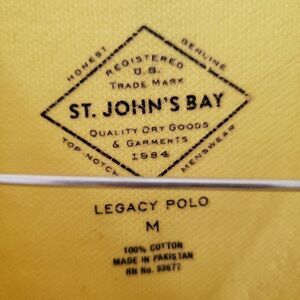 HONEST
GENUINE
REGISTERED
U.S.
TRADE MARK
ST. JOHN'S BAY
QUALITY DRY GOODS
& GARMENTS
1984
TOP-NOTCH
MENSWEAR
LEGACY POLO
M
100% COTTON
MADE IN PAKISTAN
RN No. 93677